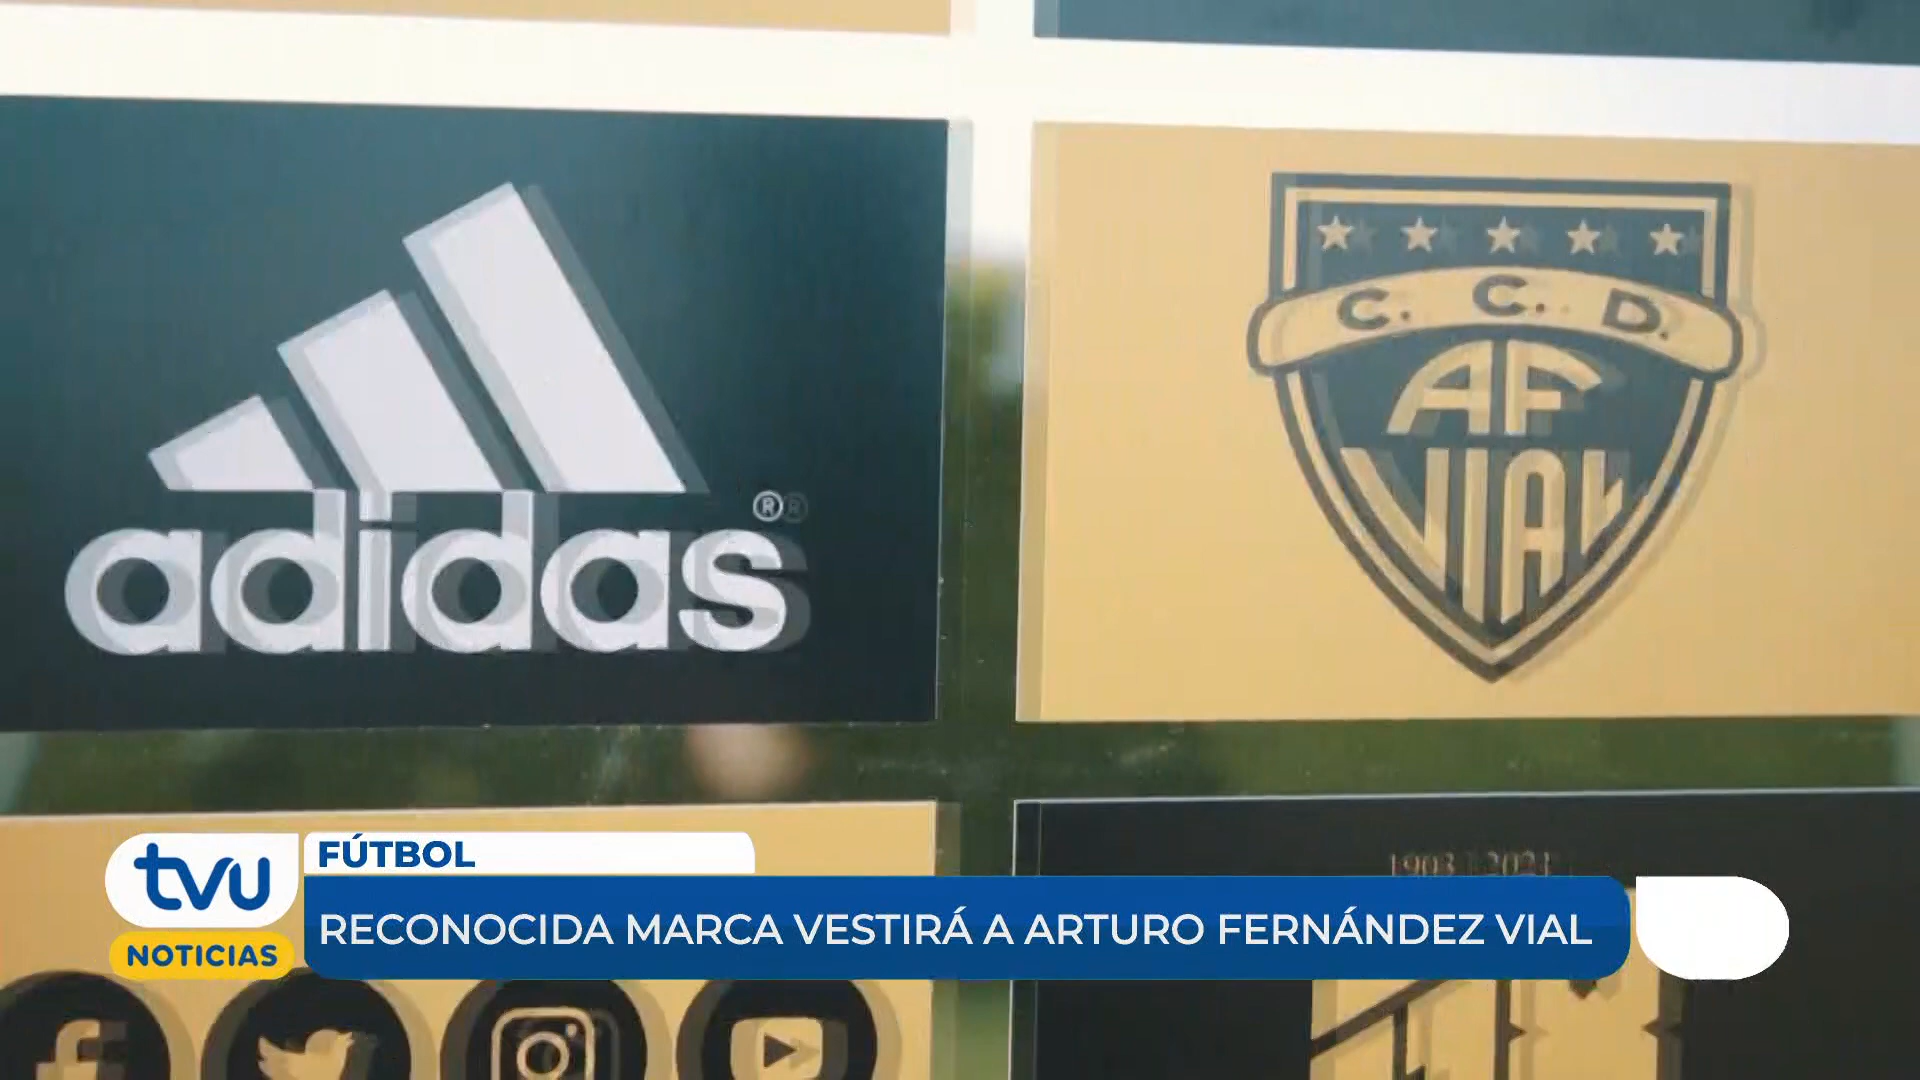 adidas
®
C. C. D.
AF
VIAL
1903 | 2021
tvu
NOTICIAS
FÚTBOL
RECONOCIDA MARCA VESTIRÁ A ARTURO FERNÁNDEZ VIAL